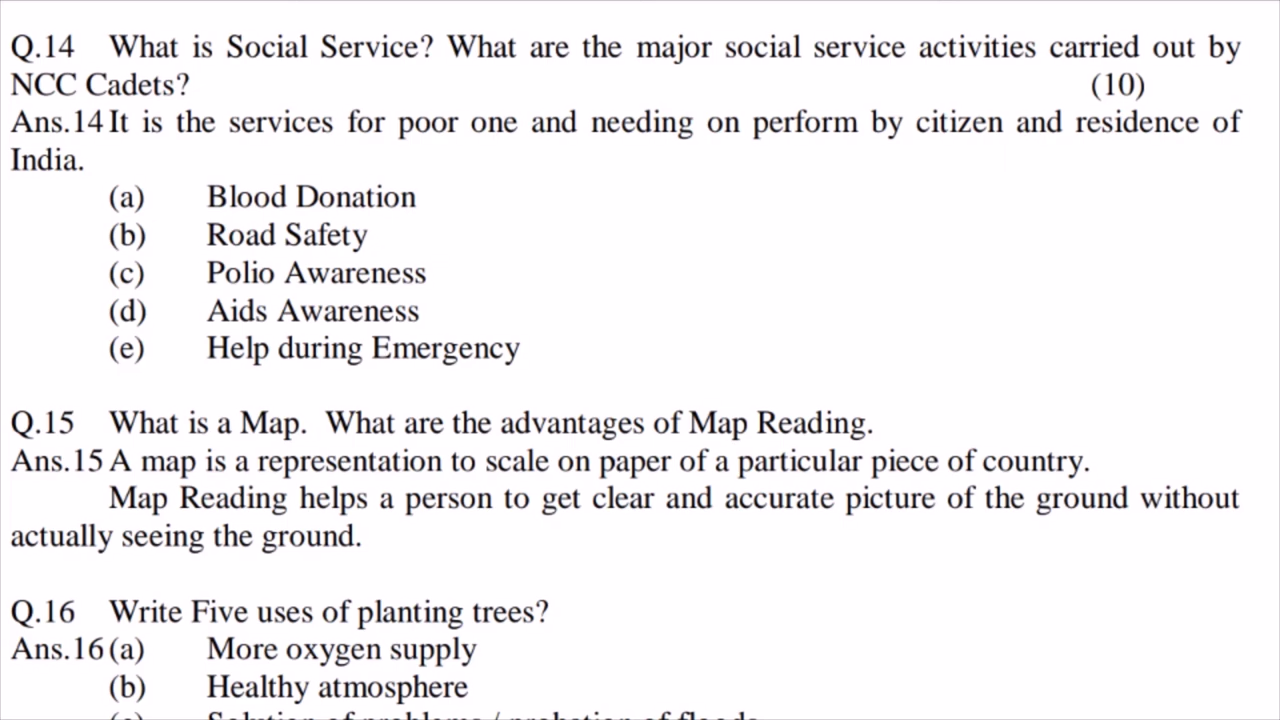 Q.14 What is Social Service? What are the major social service activities carried out by
NCC Cadets? (10)
Ans.14 It is the services for poor one and needing on perform by citizen and residence of
India.
(a) Blood Donation
(b) Road Safety
(c) Polio Awareness
(d) Aids Awareness
(e) Help during Emergency
Q.15 What is a Map. What are the advantages of Map Reading.
Ans.15 A map is a representation to scale on paper of a particular piece of country.
Map Reading helps a person to get clear and accurate picture of the ground without
actually seeing the ground.
Q.16 Write Five uses of planting trees?
Ans.16 (a) More oxygen supply
(b) Healthy atmosphere